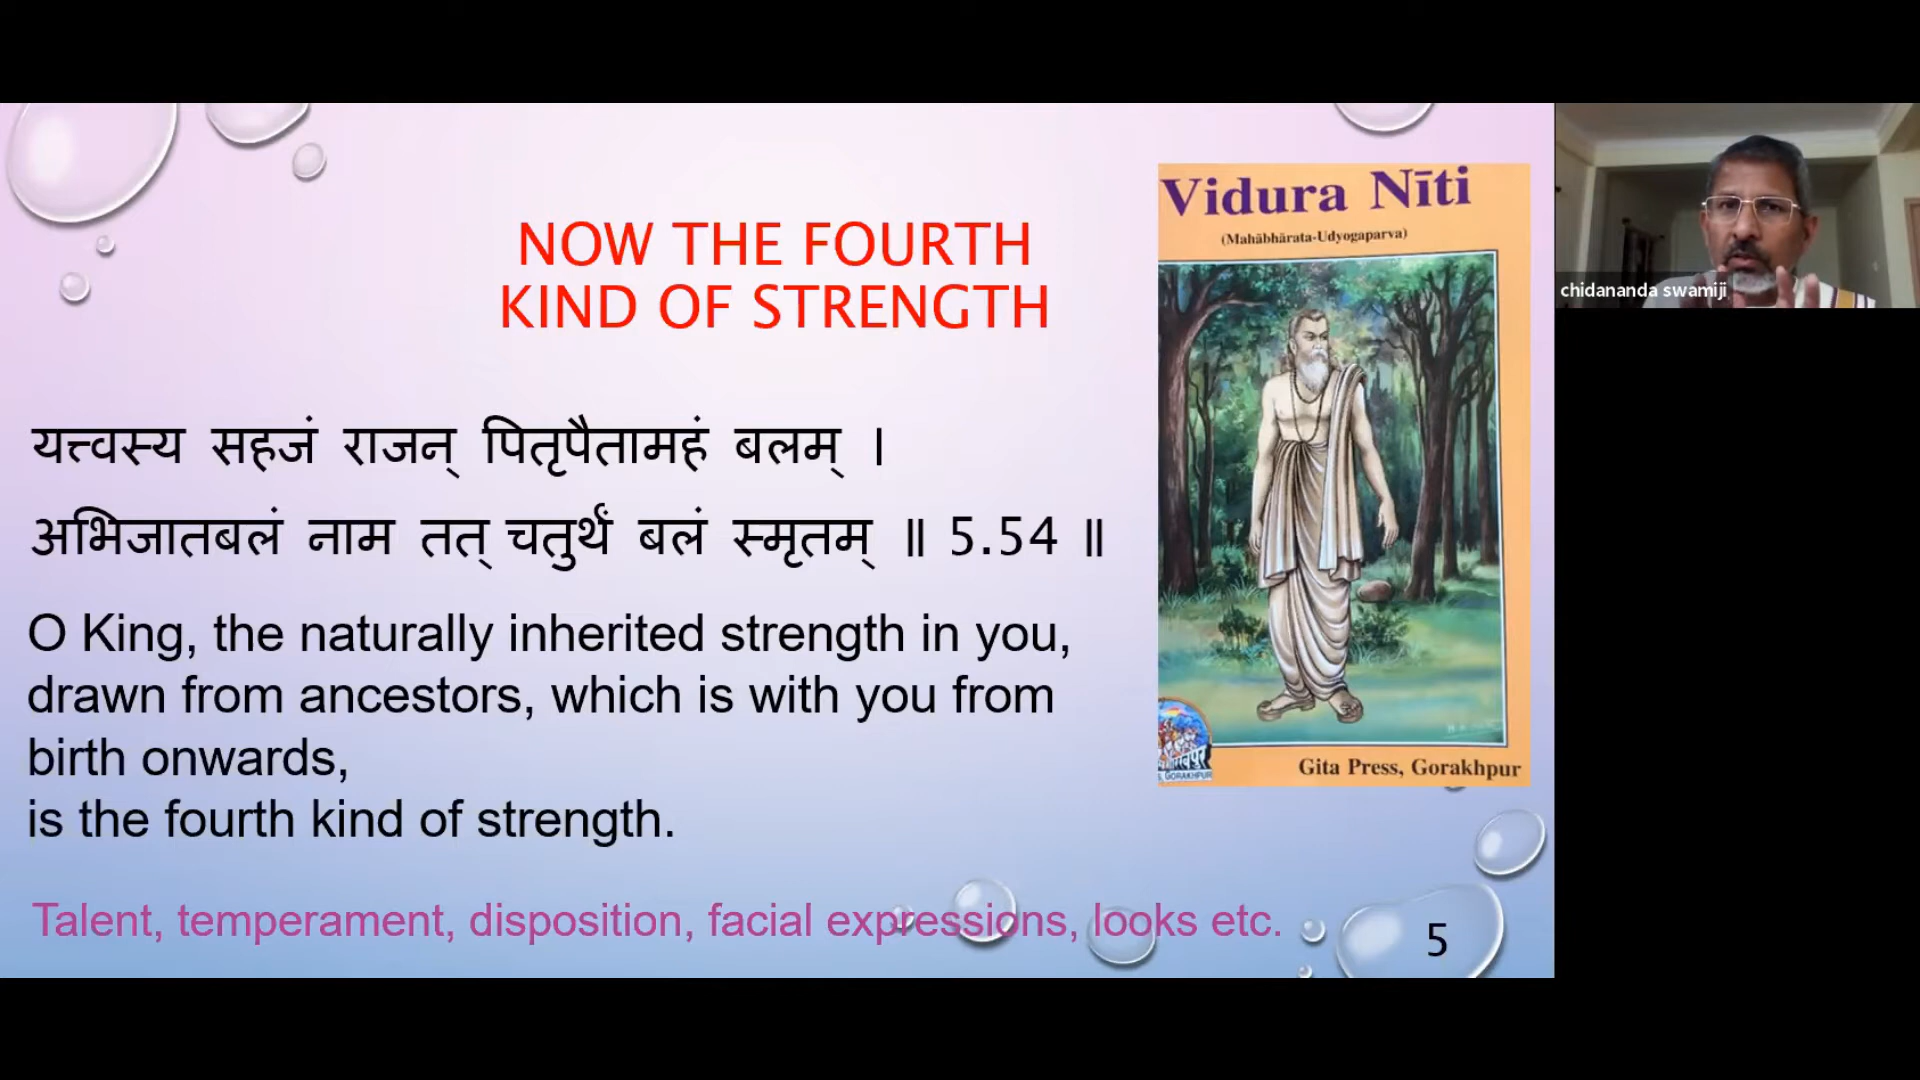 NOW THE FOURTH
KIND OF STRENGTH
यत्त्वस्य सहजं राजन् पितृपैतामहं बलम् ।
अभिजातबलं नाम तत् चतुर्थं बलं स्मृतम् ॥ 5.54 ॥
O King, the naturally inherited strength in you,
drawn from ancestors, which is with you from
birth onwards,
is the fourth kind of strength.
Talent, temperament, disposition, facial expressions, looks etc.
5
Vidura Nīti
(Mahābhārata-Udyogaparva)
GORAKHPUR
Gita Press, Gorakhpur
chidananda swamiji